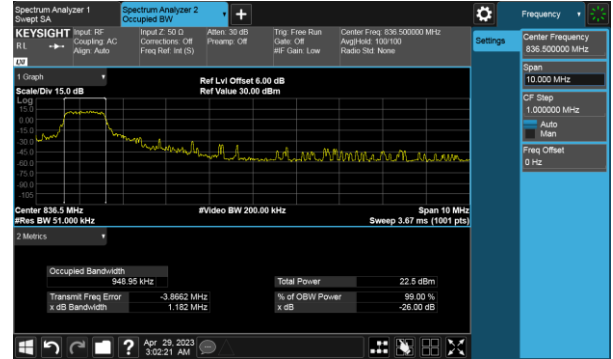 Spectrum Analyzer 1
Swept SA
Spectrum Analyzer 2
Occupied BW
Frequency
KEYSIGHT
RL
Input: RF
Coupling: AC
Align: Auto
Input Z: 50 Ω
Corrections: Off
Freq Ref: Int (S)
Atten: 30 dB
Preamp: Off
Trig: Free Run
Gate: Off
#IF Gain: Low
Center Freq: 836.500000 MHz
Avg|Hold: 100/100
Radio Std: None
LXI
Settings
Center Frequency
836.500000 MHz
Span
10.000 MHz
CF Step
1.000000 MHz
Auto
Man
Freq Offset
0 Hz
1 Graph
Scale/Div 15.0 dB
Ref Lvl Offset 6.00 dB
Ref Value 30.00 dBm
Log
15.0
0.00
-15.0
-30.0
-45.0
-60.0
-75.0
-90.0
-105
Center 836.5 MHz
#Res BW 51.000 kHz
#Video BW 200.00 kHz
Span 10 MHz
Sweep 3.67 ms (1001 pts)
2 Metrics
Occupied Bandwidth
948.95 kHz
Transmit Freq Error -3.8662 MHz
x dB Bandwidth 1.182 MHz
Total Power 22.5 dBm
% of OBW Power 99.00 %
x dB -26.00 dB
?
Apr 29, 2023
3:02:21 AM